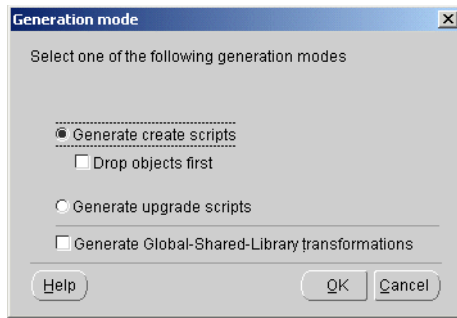 Generation mode
Select one of the following generation modes
Generate create scripts
Drop objects first
Generate upgrade scripts
Generate Global-Shared-Library transformations
Help OK Cancel